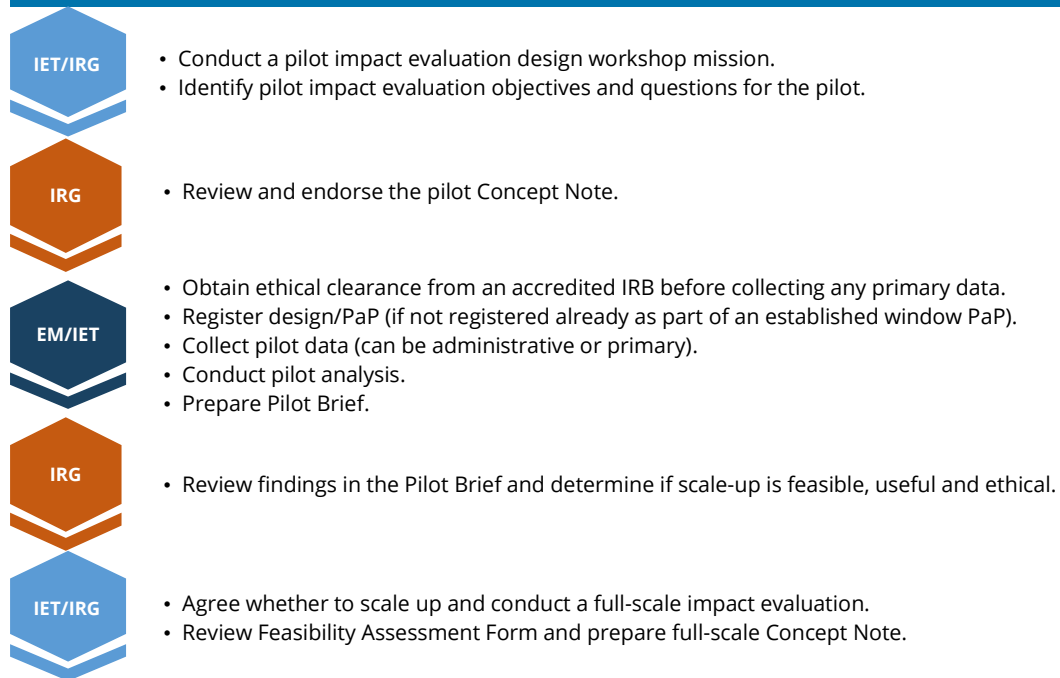 IET/IRG
• Conduct a pilot impact evaluation design workshop mission.
• Identify pilot impact evaluation objectives and questions for the pilot.
IRG
• Review and endorse the pilot Concept Note.
EM/IET
• Obtain ethical clearance from an accredited IRB before collecting any primary data.
• Register design/PaP (if not registered already as part of an established window PaP).
• Collect pilot data (can be administrative or primary).
• Conduct pilot analysis.
• Prepare Pilot Brief.
IRG
• Review findings in the Pilot Brief and determine if scale-up is feasible, useful and ethical.
IET/IRG
• Agree whether to scale up and conduct a full-scale impact evaluation.
• Review Feasibility Assessment Form and prepare full-scale Concept Note.